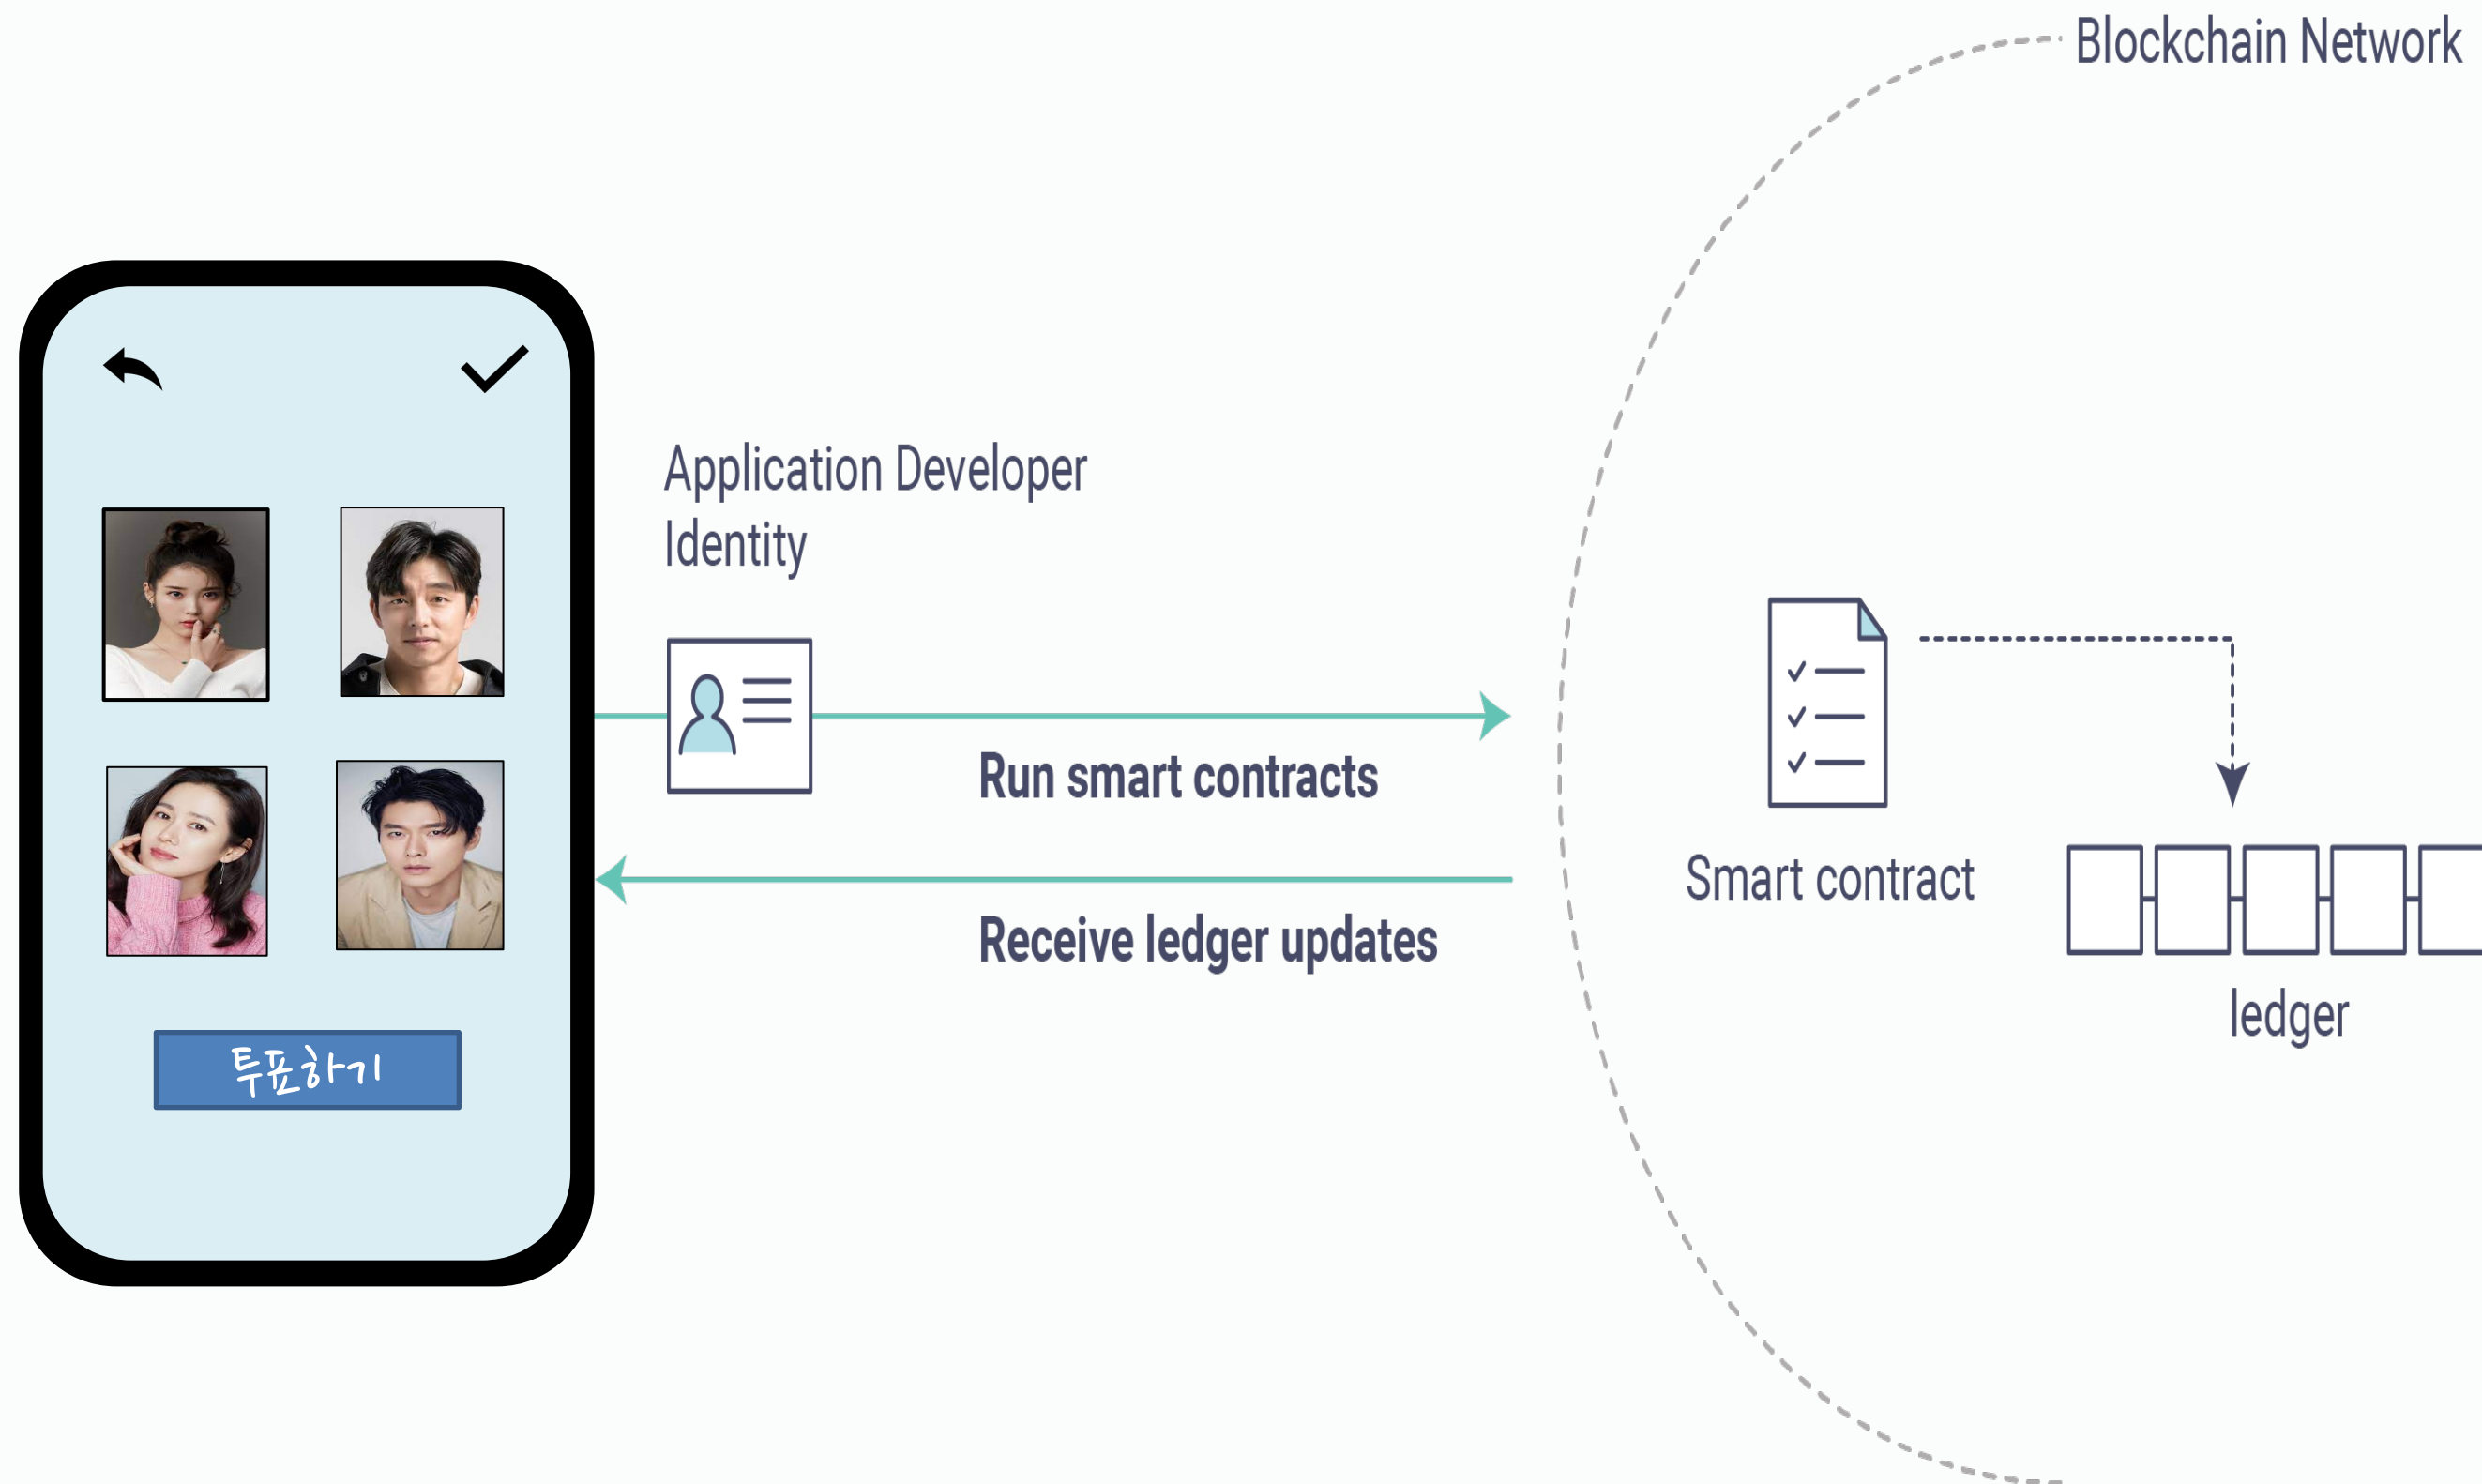 Blockchain Network
Application Developer
Identity
Run smart contracts
Smart contract
Receive ledger updates
ledger
투표하기